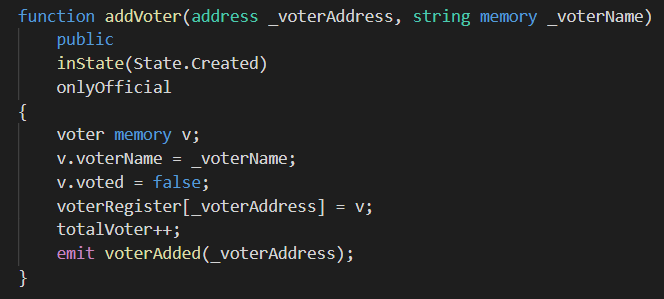 function addVoter(address _voterAddress, string memory _voterName)
public
inState(State.Created)
onlyOfficial
{
voter memory v;
v.voterName = _voterName;
v.voted = false;
voterRegister[_voterAddress] = v;
totalVoter++;
emit voterAdded(_voterAddress);
}